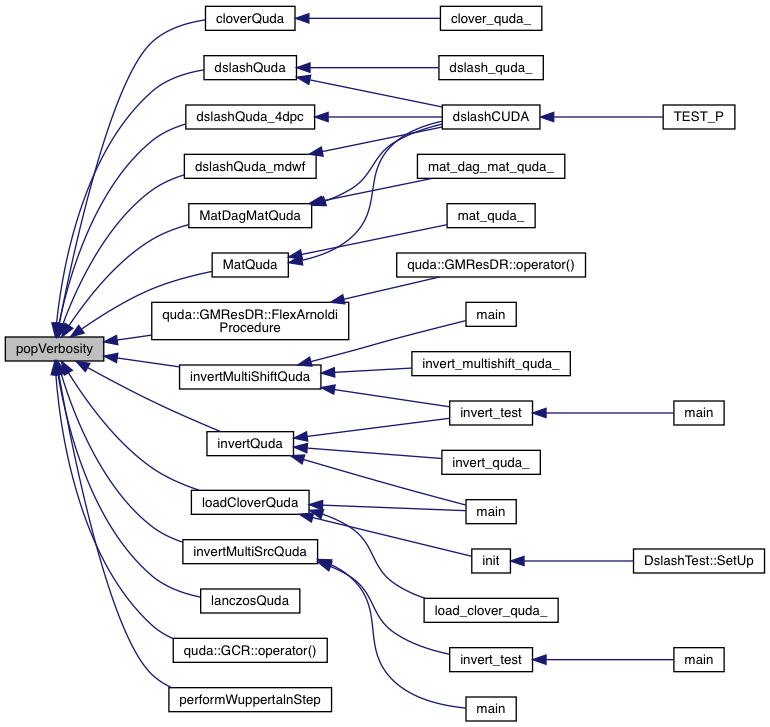 cloverQuda
clover_quda_
dslashQuda
dslash_quda_
dslashQuda_4dpc
dslashCUDA
TEST_P
dslashQuda_mdwf
mat_dag_mat_quda_
MatDagMatQuda
mat_quda_
MatQuda
quda::GMResDR::operator()
quda::GMResDR::FlexArnoldi
Procedure
main
popVerbosity
invert_multishift_quda_
invertMultiShiftQuda
invert_test
main
invertQuda
invert_quda_
loadCloverQuda
main
invertMultiSrcQuda
init
DslashTest::SetUp
lanczosQuda
load_clover_quda_
quda::GCR::operator()
invert_test
main
performWuppertalnStep
main